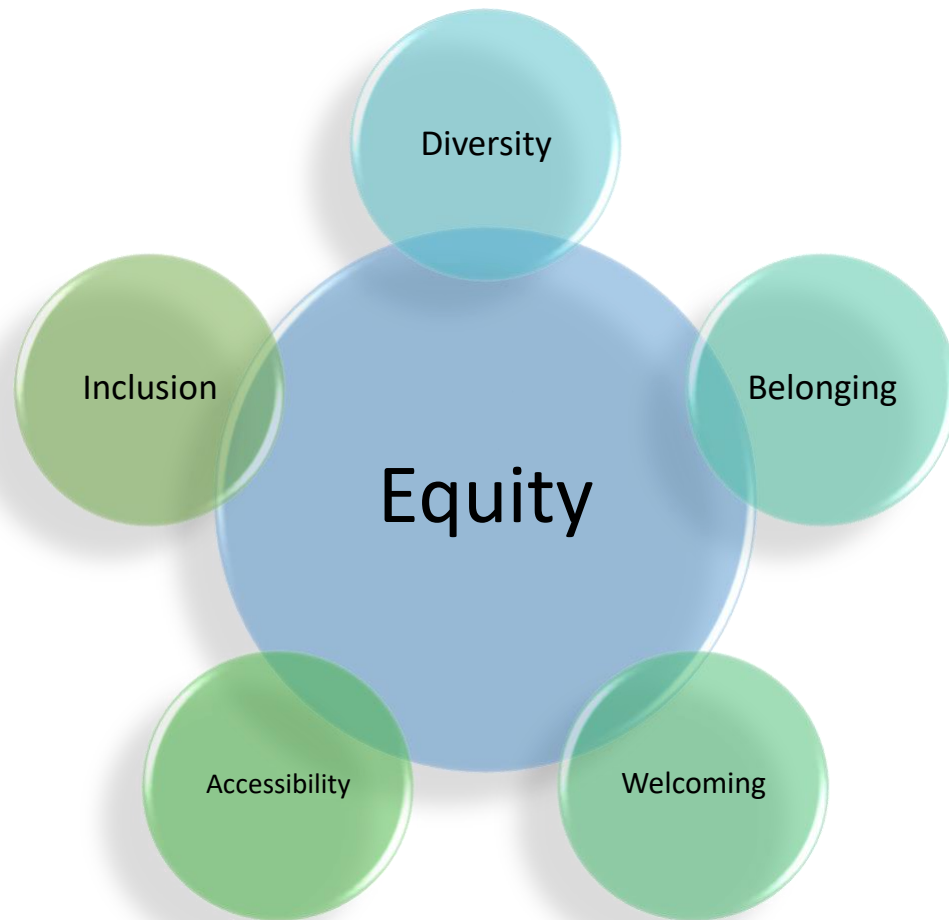 Diversity
Inclusion
Belonging
Equity
Accessibility
Welcoming